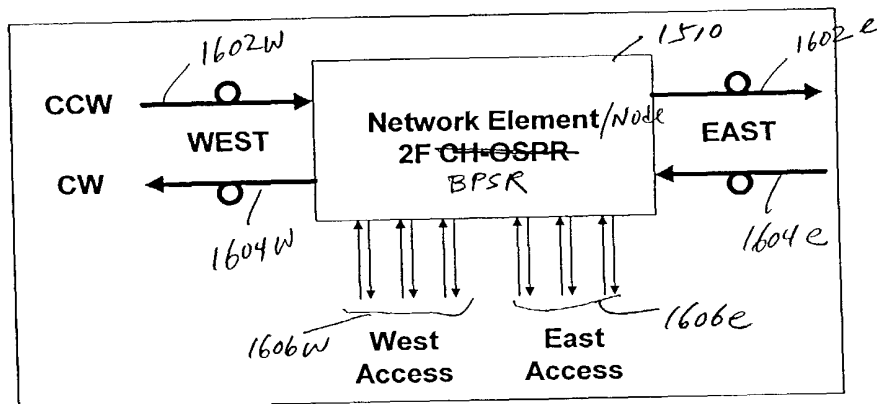 1602w
1510
1602e
CCW
Network Element/Node
WEST
EAST
2F CH-OSPR
BPSR
CW
1604w
1604e
1606w
1606e
West Access
East Access